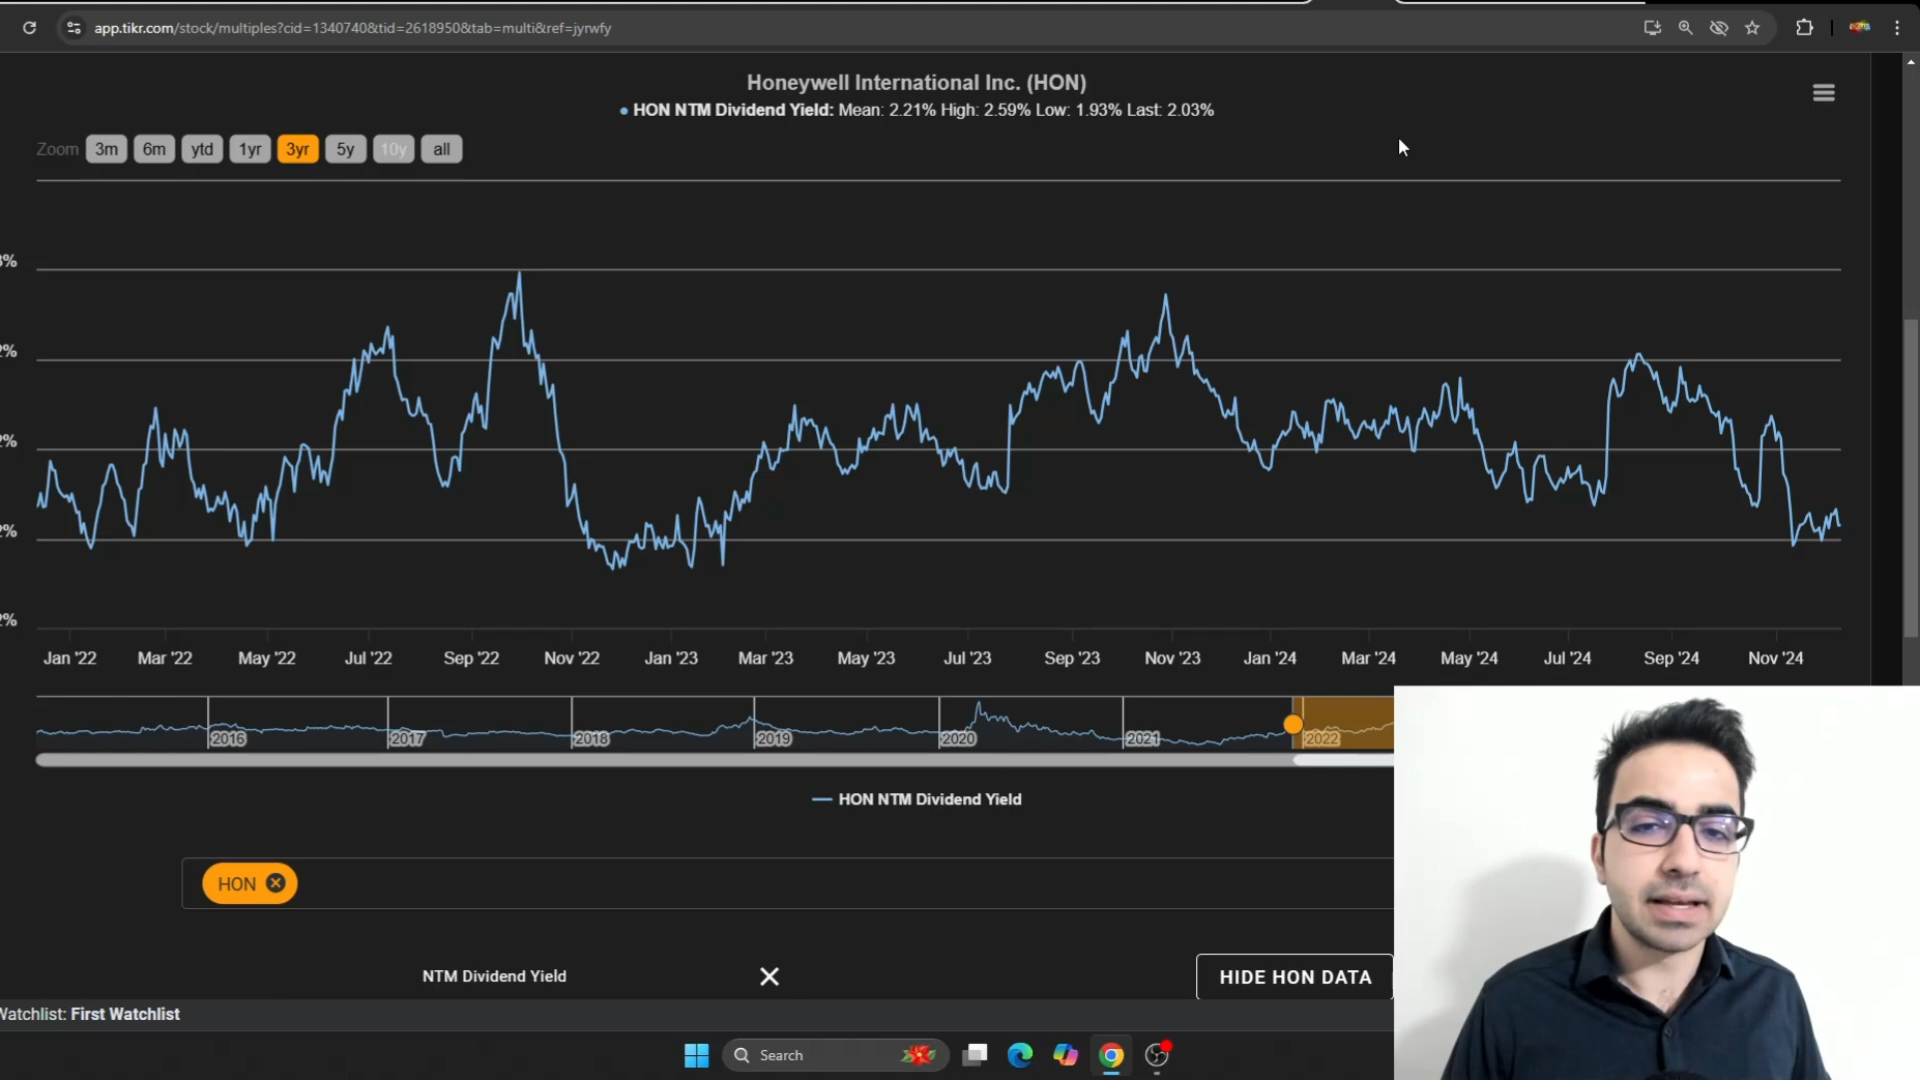 app.tikr.com/stock/multiples?cid=1340740&tid=2618950&tab=multi&ref=jyrwfy
Honeywell International Inc. (HON)
HON NTM Dividend Yield: Mean: 2.21% High: 2.59% Low: 1.93% Last: 2.03%
Zoom 3m 6m ytd 1yr 3yr 5y 10y all
3%
2%
2%
2%
2%
Jan '22 Mar '22 May '22 Jul '22 Sep '22 Nov '22 Jan '23 Mar '23 May '23 Jul '23 Sep '23 Nov '23 Jan '24 Mar '24 May '24 Jul '24 Sep '24 Nov '24
2016 2017 2018 2019 2020 2021 2022
HON NTM Dividend Yield
HON
NTM Dividend Yield
HIDE HON DATA
Watchlist: First Watchlist
Search